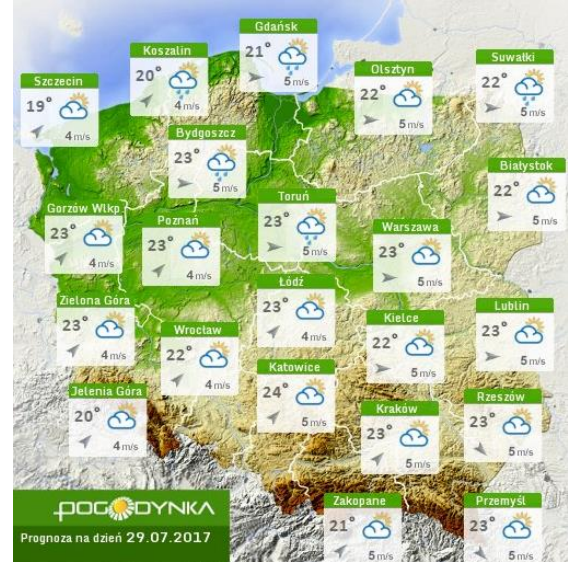 Gdańsk
21°
5 m/s
Koszalin
20°
4 m/s
Suwałki
22°
5 m/s
Olsztyn
22°
5 m/s
Szczecin
19°
4 m/s
Bydgoszcz
23°
5 m/s
Białystok
22°
5 m/s
Toruń
23°
5 m/s
Gorzów Wlkp
23°
4 m/s
Poznań
23°
4 m/s
Warszawa
23°
5 m/s
Łódź
23°
4 m/s
Zielona Góra
23°
4 m/s
Lublin
23°
5 m/s
Kielce
22°
5 m/s
Wrocław
22°
4 m/s
Katowice
24°
5 m/s
Jelenia Góra
20°
4 m/s
Rzeszów
23°
5 m/s
Kraków
23°
5 m/s
Zakopane
21°
5 m/s
Przemyśl
23°
5 m/s
POGODYNKA
Prognoza na dzień 29.07.2017